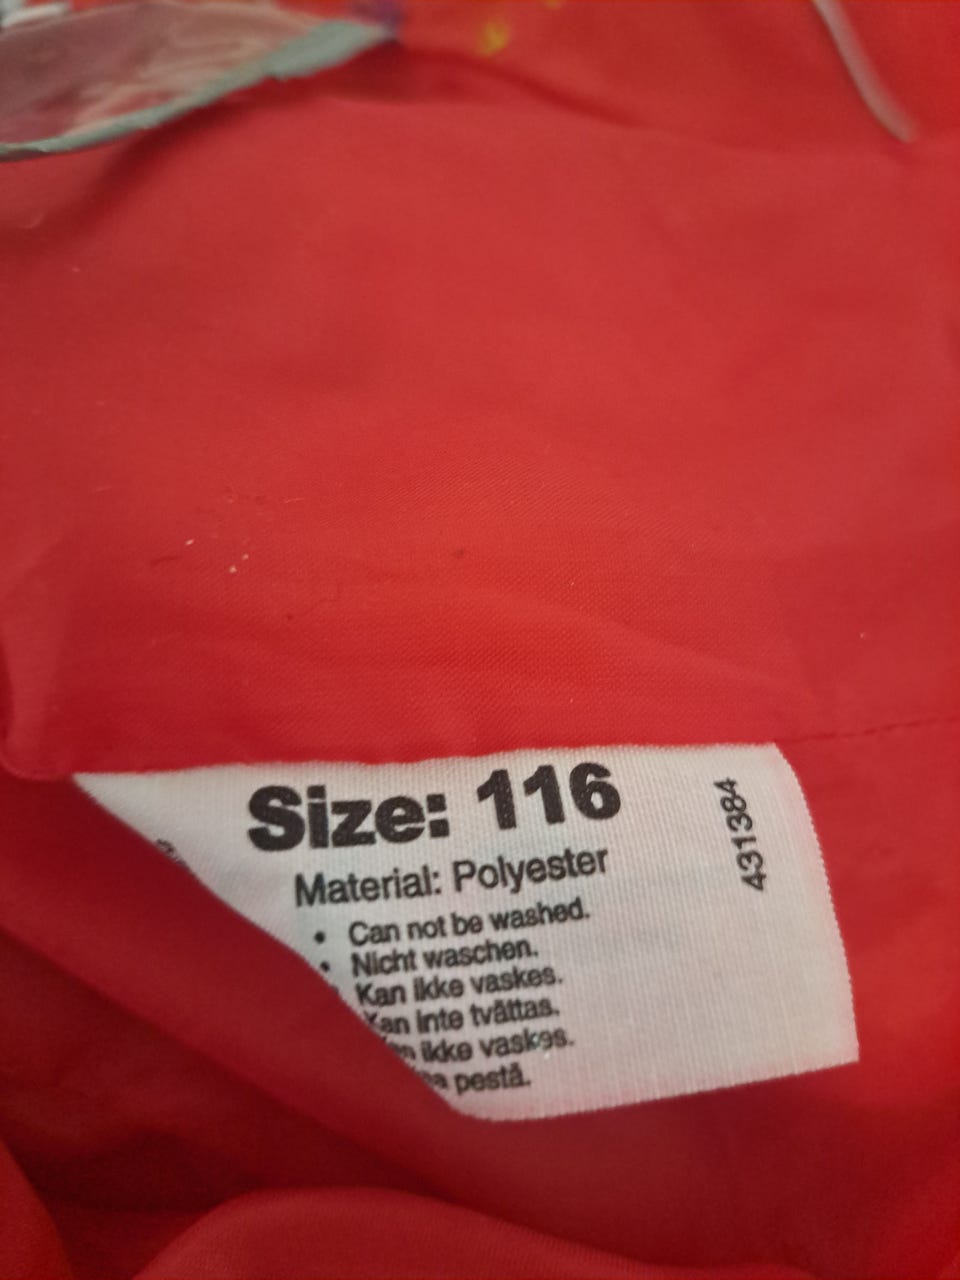 Size: 116
Material: Polyester
• Can not be washed.
• Nicht waschen.
Kan ikke vaskes.
Kan inte tvättas.
ikke vaskes.
pestä.
431384